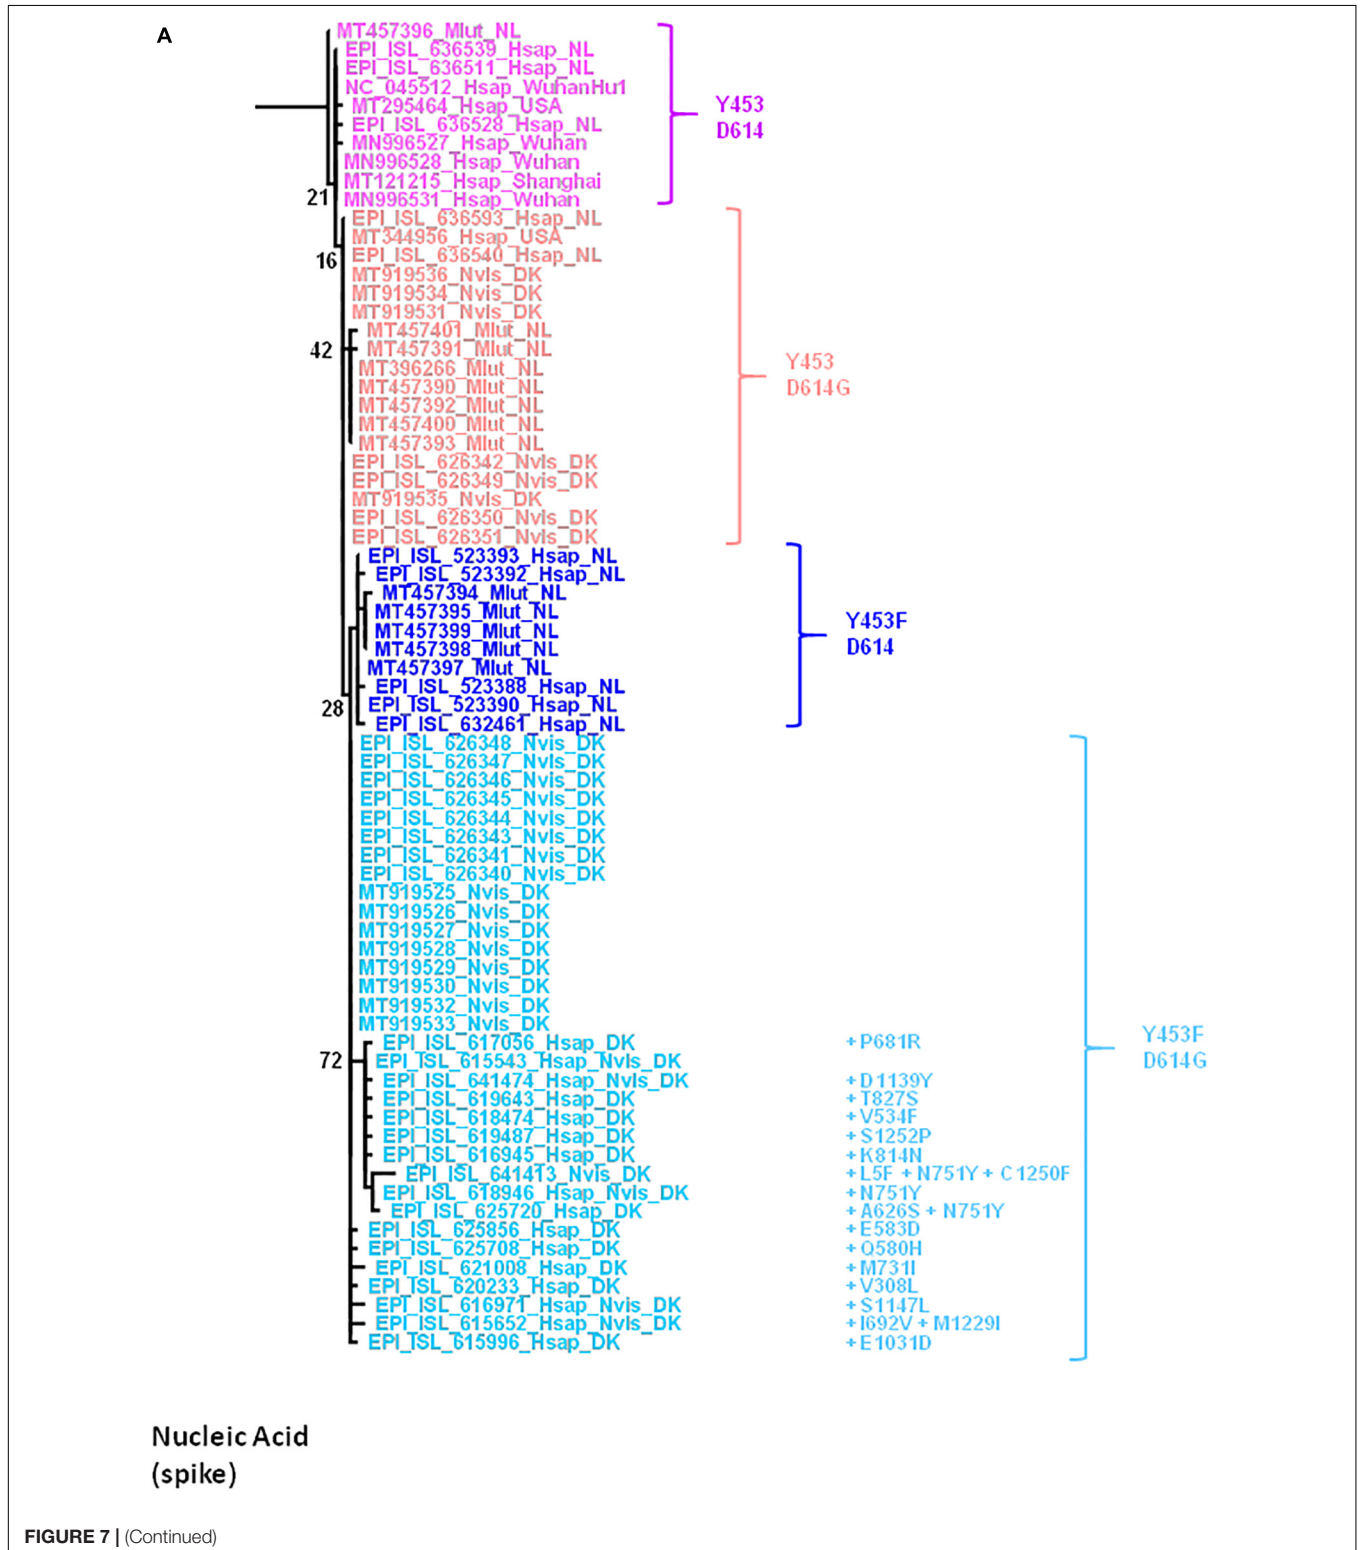 A
MT457396_Mlut_NL
EPI_ISL_636539_Hsap_NL
EPI_ISL_636511_Hsap_NL
NC_045512_Hsap_WuhanHu1
MT295464_Hsap_USA
EPI_ISL_636528_Hsap_NL
MN996527_Hsap_Wuhan
MN996528_Hsap_Wuhan
MT121215_Hsap_Shanghai
MN996531_Hsap_Wuhan
Y453
D614
21
EPI_ISL_636593_Hsap_NL
MT344956_Hsap_USA
EPI_ISL_636540_Hsap_NL
16
MT919536_Nvis_DK
MT919534_Nvis_DK
MT919531_Nvis_DK
MT457401_Mlut_NL
42
MT457391_Mlut_NL
MT396266_Mlut_NL
MT457390_Mlut_NL
MT457392_Mlut_NL
MT457400_Mlut_NL
MT457393_Mlut_NL
EPI_ISL_626342_Nvis_DK
EPI_ISL_626349_Nvis_DK
MT919535_Nvis_DK
EPI_ISL_626350_Nvis_DK
EPI_ISL_626351_Nvis_DK
Y453
D614G
EPI_ISL_523393_Hsap_NL
EPI_ISL_523392_Hsap_NL
MT457394_Mlut_NL
MT457395_Mlut_NL
MT457399_Mlut_NL
MT457398_Mlut_NL
MT457397_Mlut_NL
EPI_ISL_523388_Hsap_NL
EPI_ISL_523390_Hsap_NL
EPI_ISL_632461_Hsap_NL
Y453F
D614
28
EPI_ISL_626348_Nvis_DK
EPI_ISL_626347_Nvis_DK
EPI_ISL_626346_Nvis_DK
EPI_ISL_626345_Nvis_DK
EPI_ISL_626344_Nvis_DK
EPI_ISL_626343_Nvis_DK
EPI_ISL_626341_Nvis_DK
EPI_ISL_626340_Nvis_DK
MT919525_Nvis_DK
MT919526_Nvis_DK
MT919527_Nvis_DK
MT919528_Nvis_DK
MT919529_Nvis_DK
MT919530_Nvis_DK
MT919532_Nvis_DK
MT919533_Nvis_DK
EPI_ISL_617056_Hsap_DK +P681R
72
EPI_ISL_615543_Hsap_Nvis_DK
EPI_ISL_641474_Hsap_Nvis_DK +D1139Y
EPI_ISL_619643_Hsap_DK +T827S
EPI_ISL_618474_Hsap_DK +V534F
EPI_ISL_619487_Hsap_DK +S1252P
EPI_ISL_616945_Hsap_DK +K814N
EPI_ISL_641413_Nvis_DK +L5F + N751Y + C1250F
EPI_ISL_618946_Hsap_Nvis_DK +N751Y
EPI_ISL_625720_Hsap_DK +A626S + N751Y
EPI_ISL_625856_Hsap_DK +E583D
EPI_ISL_625708_Hsap_DK +Q580H
EPI_ISL_621008_Hsap_DK +M731I
EPI_ISL_620233_Hsap_DK +V308L
EPI_ISL_616971_Hsap_Nvis_DK +S1147L
EPI_ISL_615652_Hsap_Nvis_DK +I692V + M1229I
EPI_ISL_615996_Hsap_DK +E1031D
Y453F
D614G
Nucleic Acid
(spike)
FIGURE 7 | (Continued)